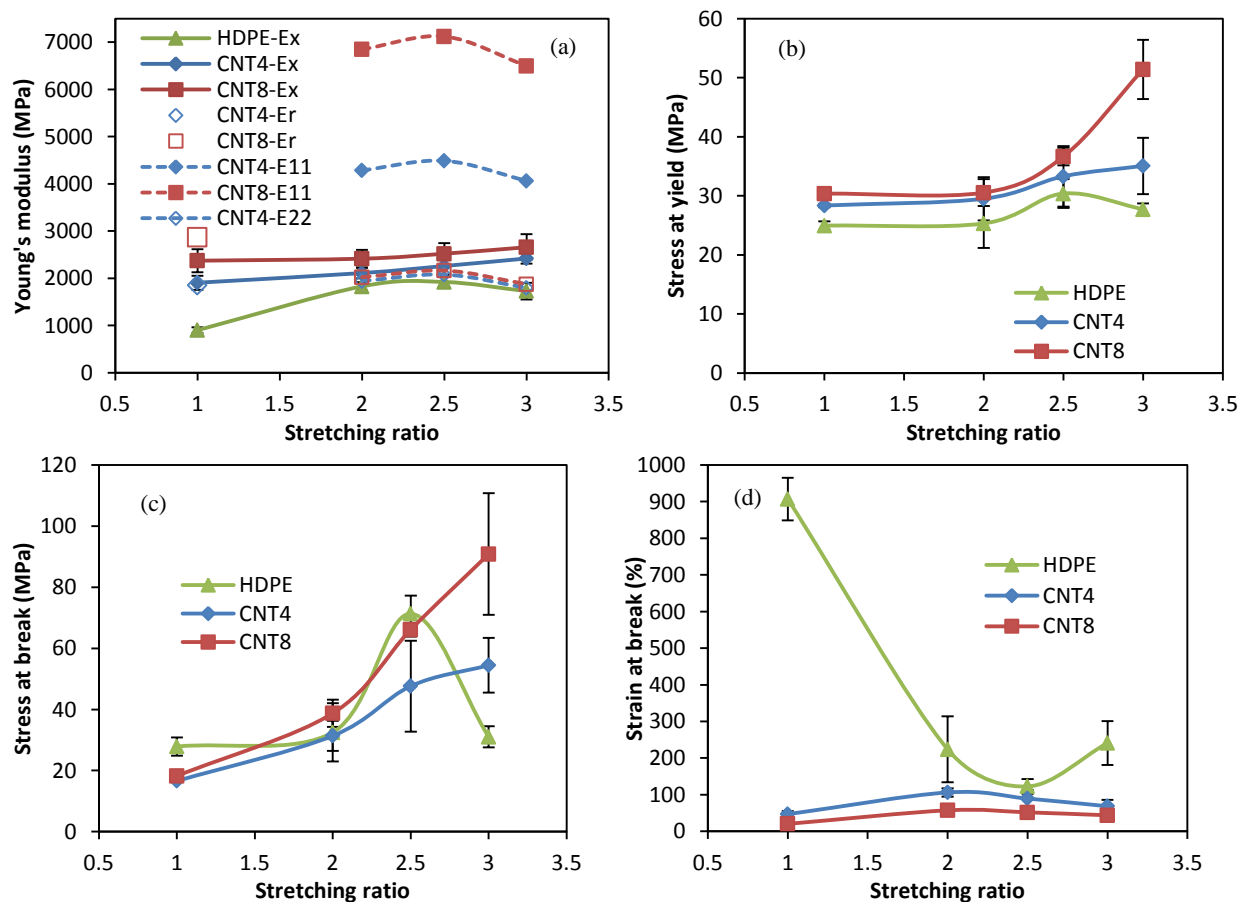 (a)
Young's modulus (MPa)
7000
6000
5000
4000
3000
2000
1000
0
HDPE-Ex
CNT4-Ex
CNT8-Ex
CNT4-Er
CNT8-Er
CNT4-E11
CNT8-E11
CNT4-E22
0.5 1 1.5 2 2.5 3 3.5
Stretching ratio
(b)
Stress at yield (MPa)
60
50
40
30
20
10
0
HDPE
CNT4
CNT8
0.5 1 1.5 2 2.5 3 3.5
Stretching ratio
(c)
Stress at break (MPa)
120
100
80
60
40
20
0
HDPE
CNT4
CNT8
0.5 1 1.5 2 2.5 3 3.5
Stretching ratio
(d)
Strain at break (%)
1000
900
800
700
600
500
400
300
200
100
0
HDPE
CNT4
CNT8
0.5 1 1.5 2 2.5 3 3.5
Stretching ratio